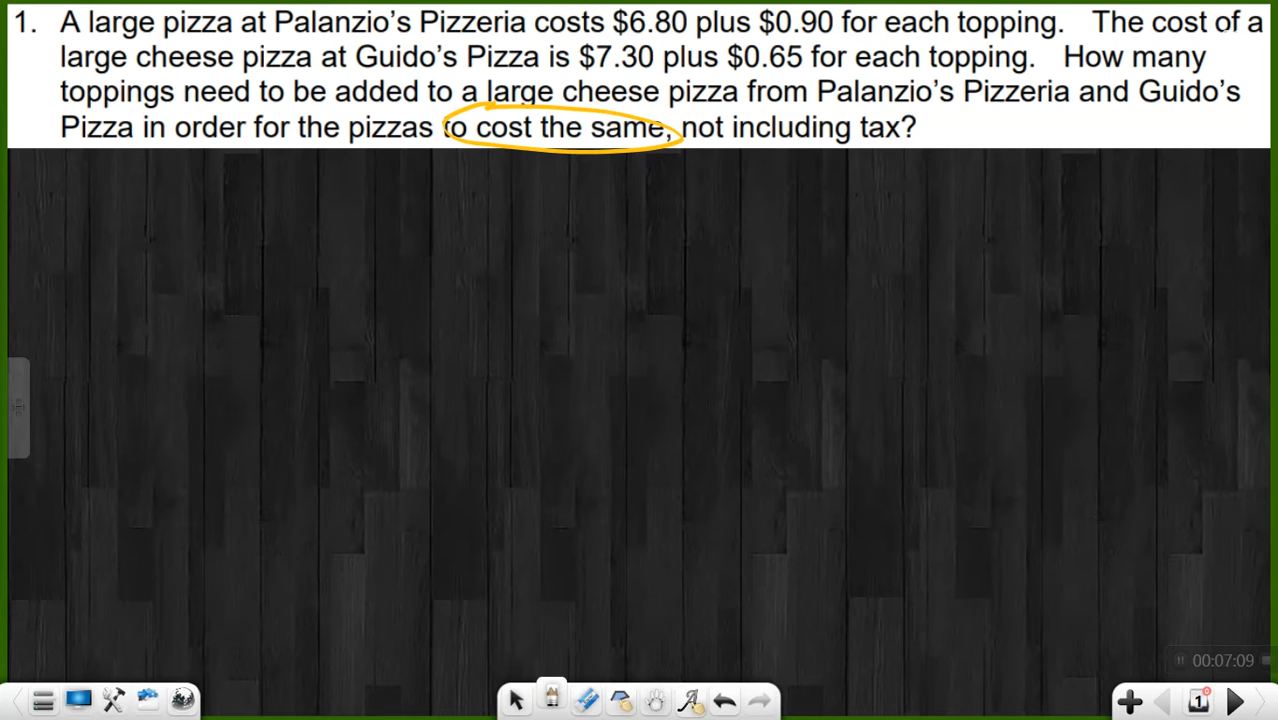 1. A large pizza at Palanzio’s Pizzeria costs $6.80 plus $0.90 for each topping. The cost of a
large cheese pizza at Guido’s Pizza is $7.30 plus $0.65 for each topping. How many
toppings need to be added to a large cheese pizza from Palanzio’s Pizzeria and Guido’s
Pizza in order for the pizzas to cost the same, not including tax?
00:07:09
1
0